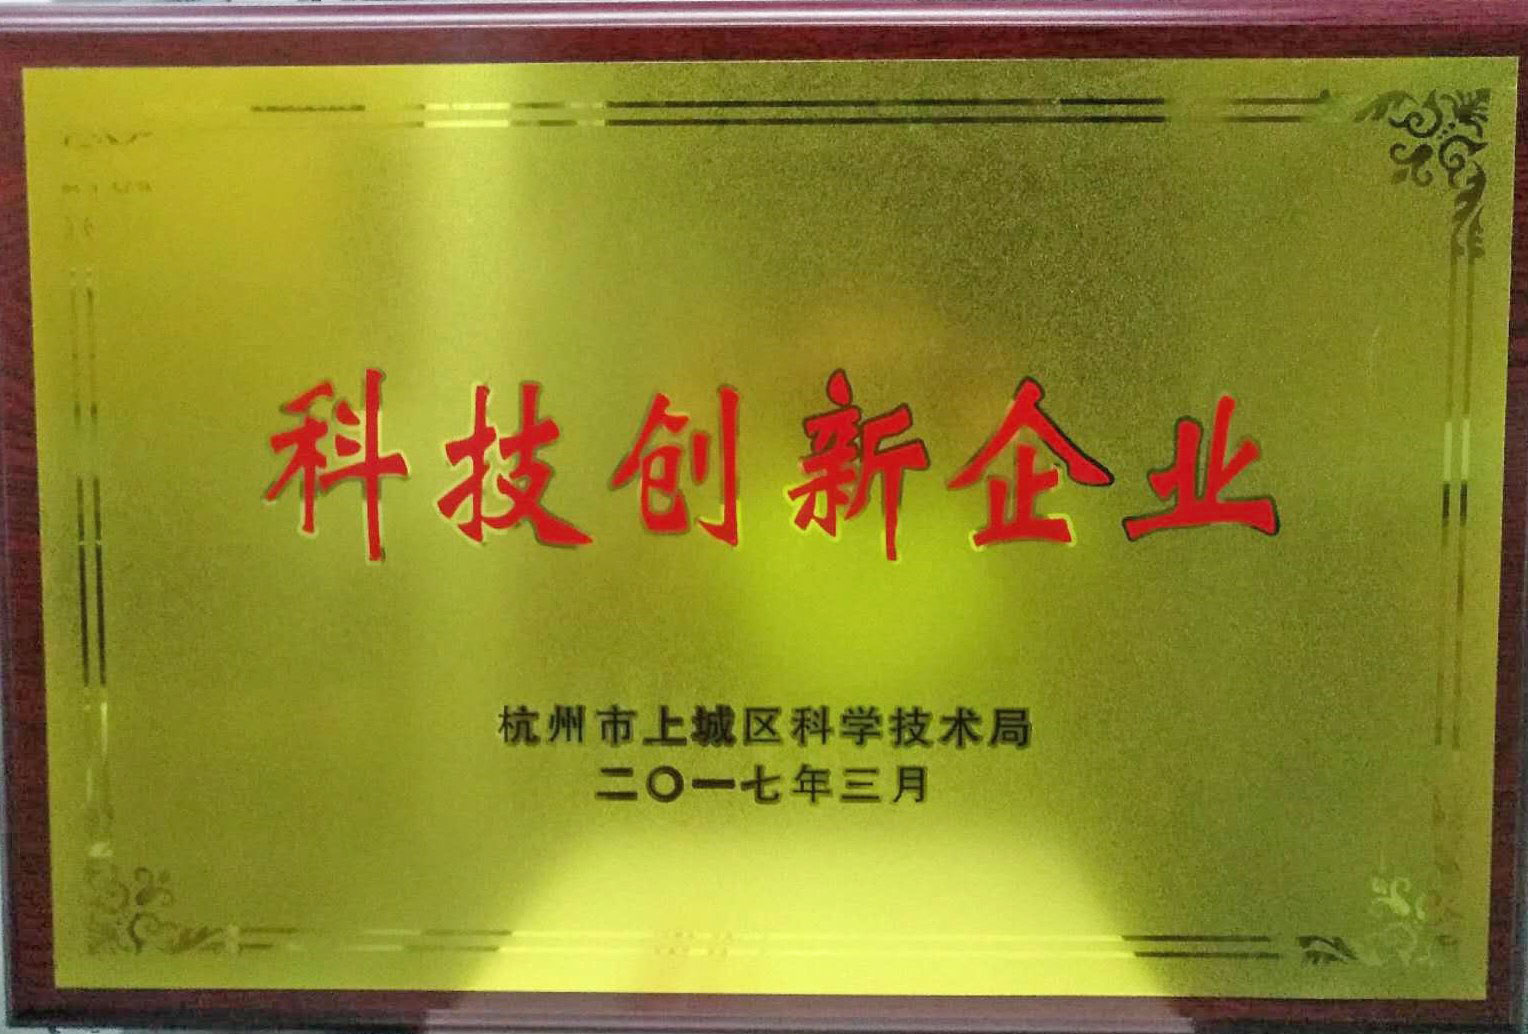 科技创新企业
杭州市上城区科学技术局
二〇一七年三月